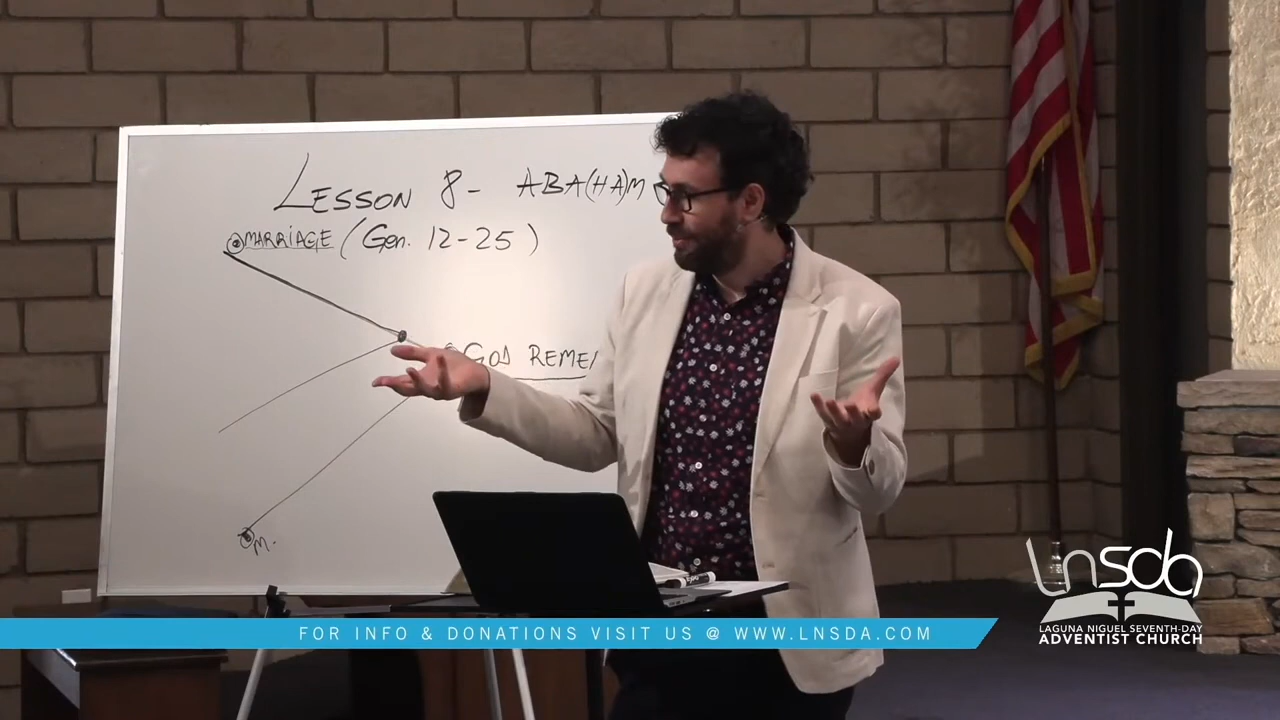 LESSON 8 - ABA(HA)M
MARRIAGE (Gen. 12-25)
GOD REME
M.
FOR INFO & DONATIONS VISIT US @ WWW.LNSDA.COM
LNSDA
LAGUNA NIGUEL SEVENTH-DAY
ADVENTIST CHURCH